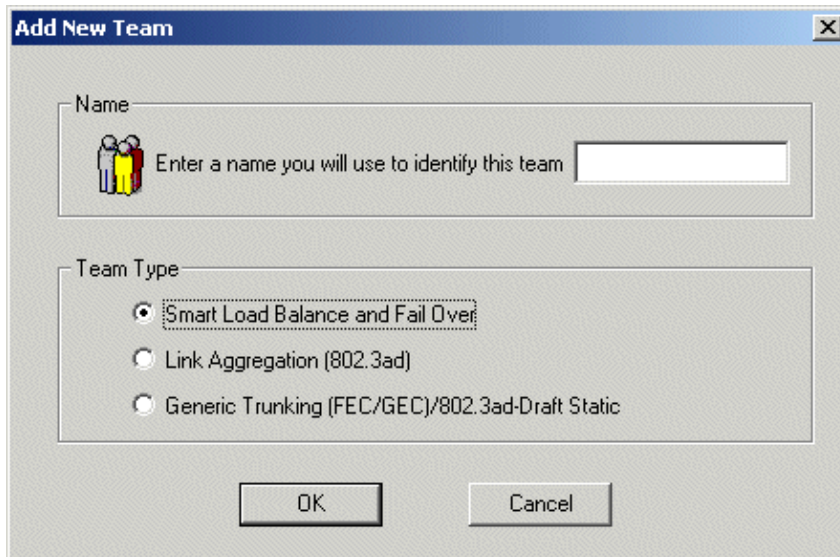 Add New Team
Name
Enter a name you will use to identify this team
Team Type
Smart Load Balance and Fail Over
Link Aggregation (802.3ad)
Generic Trunking (FEC/GEC)/802.3ad-Draft Static
OK
Cancel